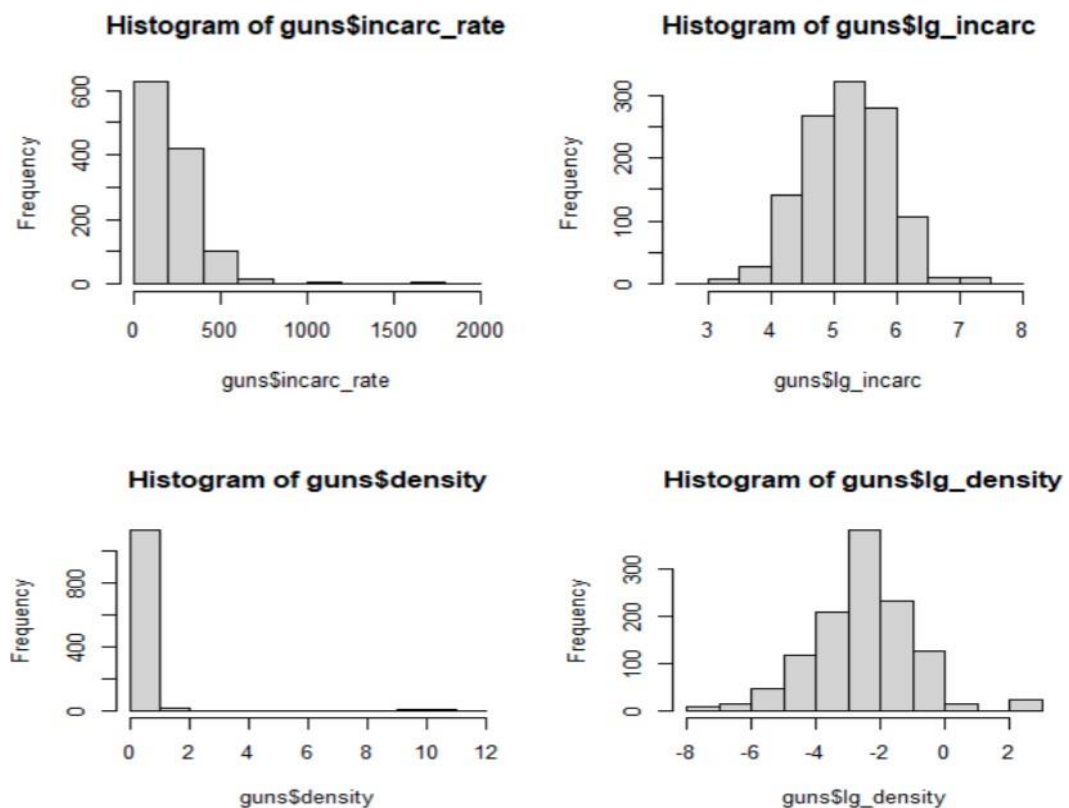 Histogram of guns$incarc_rate
Frequency
0 200 400 600
0 500 1000 1500 2000
guns$incarc_rate
Histogram of guns$lg_incarc
Frequency
0 100 200 300
3 4 5 6 7 8
guns$lg_incarc
Histogram of guns$density
Frequency
0 400 800
0 2 4 6 8 10 12
guns$density
Histogram of guns$lg_density
Frequency
0 100 200 300
-8 -6 -4 -2 0 2
guns$lg_density